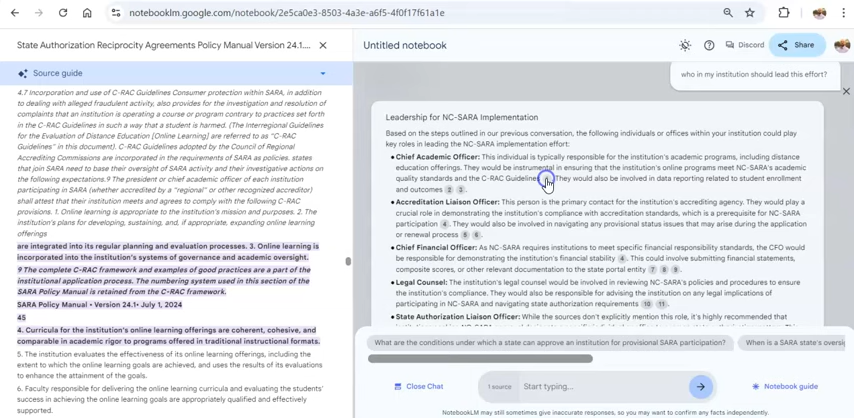 notebooklm.google.com/notebook/2e5ca0e3-8503-4a3e-a6f5-4f0f17f61a1e
State Authorization Reciprocity Agreements Policy Manual Version 24.1....
Source guide
4.7 Incorporation and use of C-RAC Guidelines Consumer protection within SARA, in addition
to dealing with alleged fraudulent activity, also provides for the investigation and resolution of
complaints that an institution is operating a course or program contrary to practices set forth
in the C-RAC Guidelines in such a way that a student is harmed. (The Interregional Guidelines
for the Evaluation of Distance Education [Online Learning] are referred to as “C-RAC
Guidelines” in this document). C-RAC Guidelines adopted by the Council of Regional
Accrediting Commissions are incorporated in the requirements of SARA as policies. states
that join SARA need to base their oversight of SARA activity and their investigative actions on
the following expectations.9 The president or chief academic officer of each institution
participating in SARA (whether accredited by a “regional” or other recognized accreditor)
shall attest that their institution meets and agrees to comply with the following C-RAC
provisions. 1. Online learning is appropriate to the institution's mission and purposes. 2. The
institution's plans for developing, sustaining, and, if appropriate, expanding online learning
offerings
are integrated into its regular planning and evaluation processes. 3. Online learning is
incorporated into the institution's systems of governance and academic oversight.
9 The complete C-RAC framework and examples of good practices are a part of the
institutional application process. The numbering system used in this section of the
SARA Policy Manual is retained from the C-RAC framework.
SARA Policy Manual • Version 24.1• July 1, 2024
45
4. Curricula for the institution's online learning offerings are coherent, cohesive, and
comparable in academic rigor to programs offered in traditional instructional formats.
5. The institution evaluates the effectiveness of its online learning offerings, including the
extent to which the online learning goals are achieved, and uses the results of its evaluations
to enhance the attainment of the goals.
6. Faculty responsible for delivering the online learning curricula and evaluating the students'
success in achieving the online learning goals are appropriately qualified and effectively
supported.
Untitled notebook
Discord
Share
who in my institution should lead this effort?
Leadership for NC-SARA Implementation
Based on the steps outlined in our previous conversation, the following individuals or offices within your institution could play
key roles in leading the NC-SARA implementation effort:
• Chief Academic Officer: This individual is typically responsible for the institution's academic programs, including distance
education offerings. They would be instrumental in ensuring that the institution's online programs meet NC-SARA's academic
quality standards and the C-RAC Guidelines They would also be involved in data reporting related to student enrollment
and outcomes 2 3 .
• Accreditation Liaison Officer: This person is the primary contact for the institution's accrediting agency. They would play a
crucial role in demonstrating the institution's compliance with accreditation standards, which is a prerequisite for NC-SARA
participation 4 . They would also be involved in navigating any provisional status issues that may arise during the application
or renewal process 5 6 .
• Chief Financial Officer: As NC-SARA requires institutions to meet specific financial responsibility standards, the CFO would
be responsible for demonstrating the institution's financial stability 4 . This could involve submitting financial statements,
composite scores, or other relevant documentation to the state portal entity 7 8 9 .
• Legal Counsel: The institution's legal counsel would be involved in reviewing NC-SARA's policies and procedures to ensure
the institution's compliance. They would also be responsible for advising the institution on any legal implications of
participating in NC-SARA and navigating state authorization requirements 10 11 .
• State Authorization Liaison Officer: While the sources don't explicitly mention this role, it's highly recommended that
What are the conditions under which a state can approve an institution for provisional SARA participation?
When is a SARA state's oversig
Close Chat
1 source
Start typing...
Notebook guide
NotebookLM may still sometimes give inaccurate responses, so you may want to confirm any facts independently.